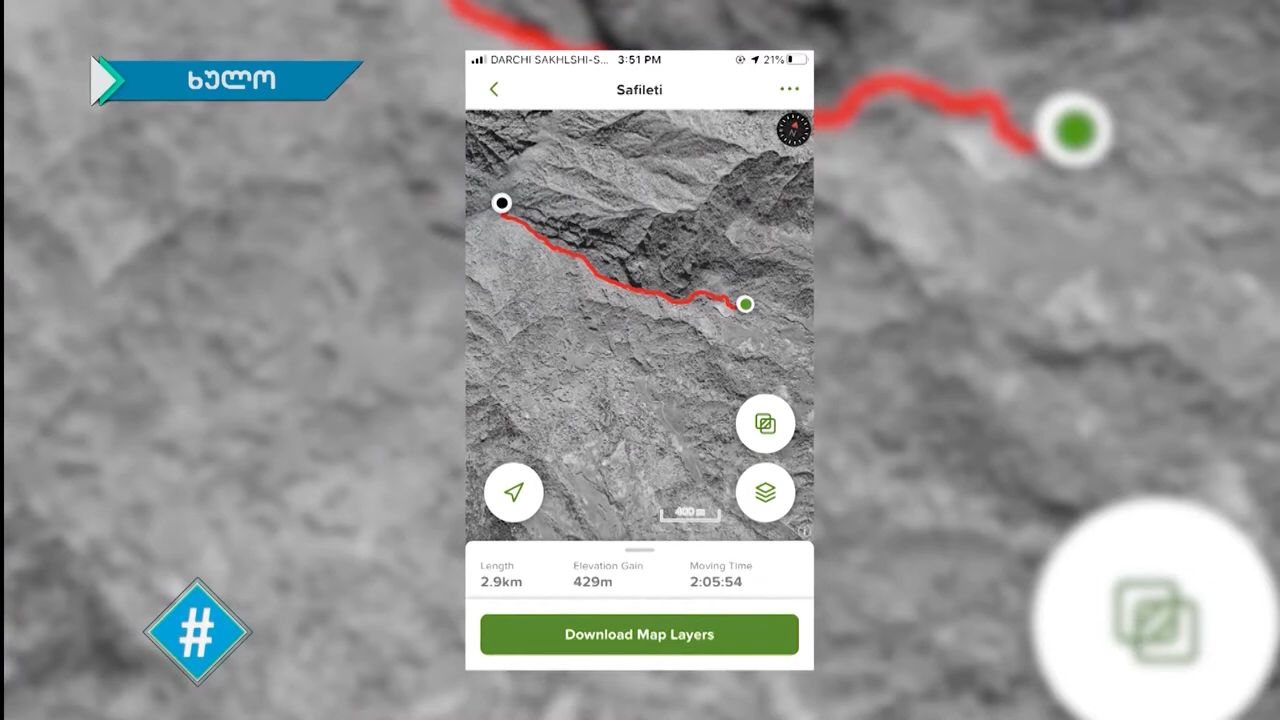 ხულო
DARCHI SAKHLSHI-S... 3:51 PM 21%
Safileti
400 m
Length Elevation Gain Moving Time
2.9km 429m 2:05:54
Download Map Layers
#